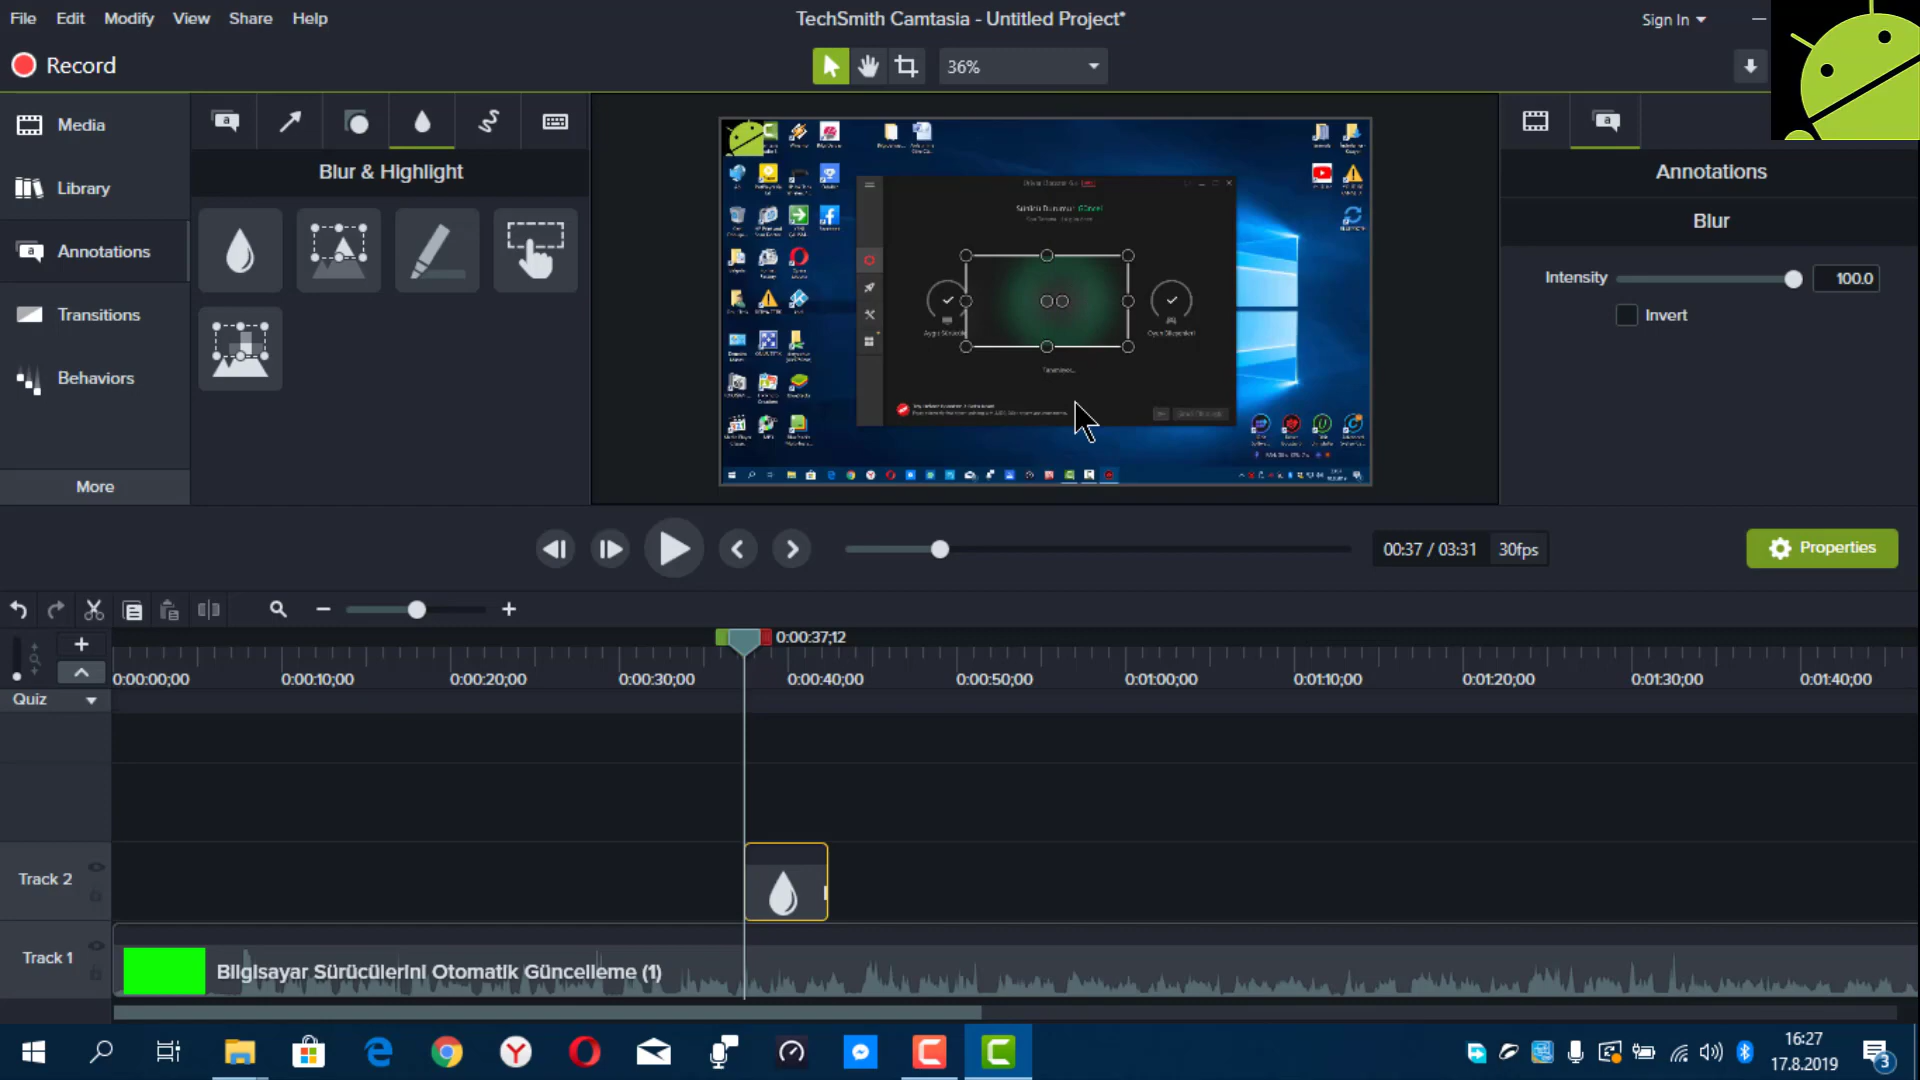 File Edit Modify View Share Help
TechSmith Camtasia - Untitled Project*
Sign In
Record
36%
Media
Library
Annotations
Transitions
Behaviors
More
Blur & Highlight
Sürücü Durumun: Güncel
Annotations
Blur
Intensity 100.0
Invert
00:37 / 03:31 30fps
Properties
0:00:37;12
0:00:00;00 0:00:10;00 0:00:20;00 0:00:30;00 0:00:40;00 0:00:50;00 0:01:00;00 0:01:10;00 0:01:20;00 0:01:30;00 0:01:40;00
Quiz
Track 2
Track 1
Bilgisayar Sürücülerini Otomatik Güncelleme (1)
16:27
17.8.2019
3